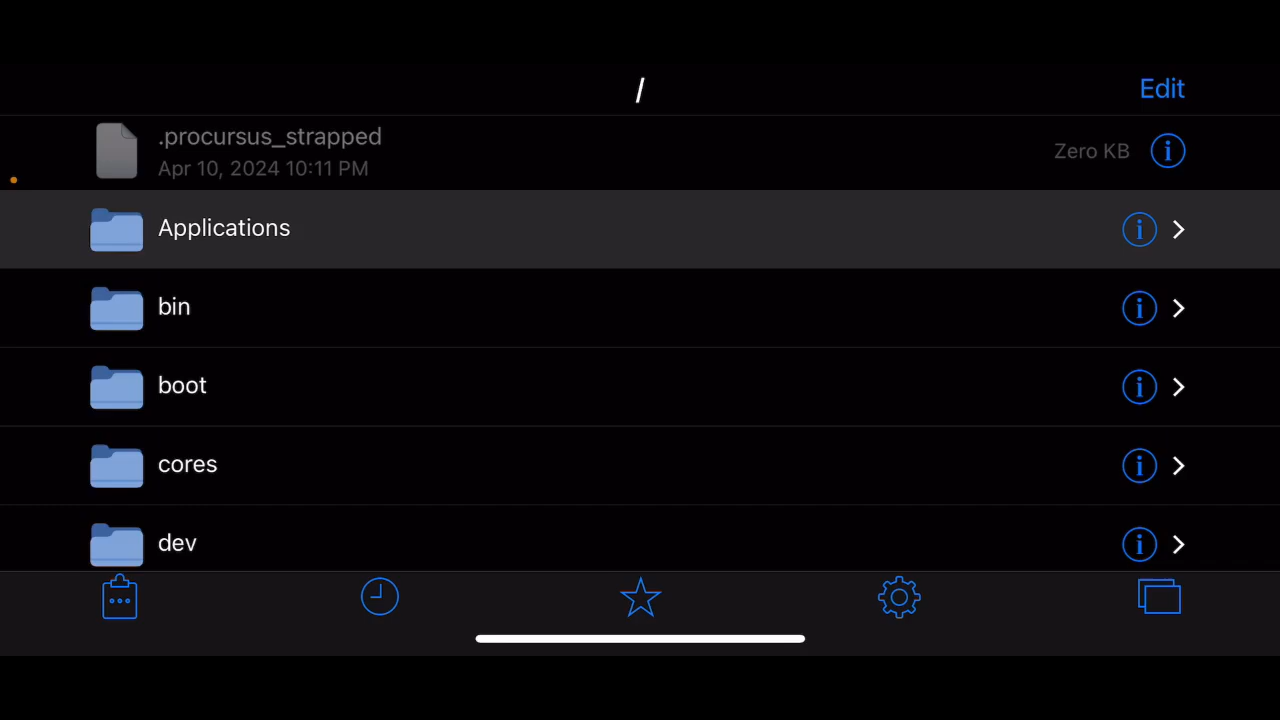 /
Edit
.procursus_strapped
Apr 10, 2024 10:11 PM
Zero KB
Applications
bin
boot
cores
dev